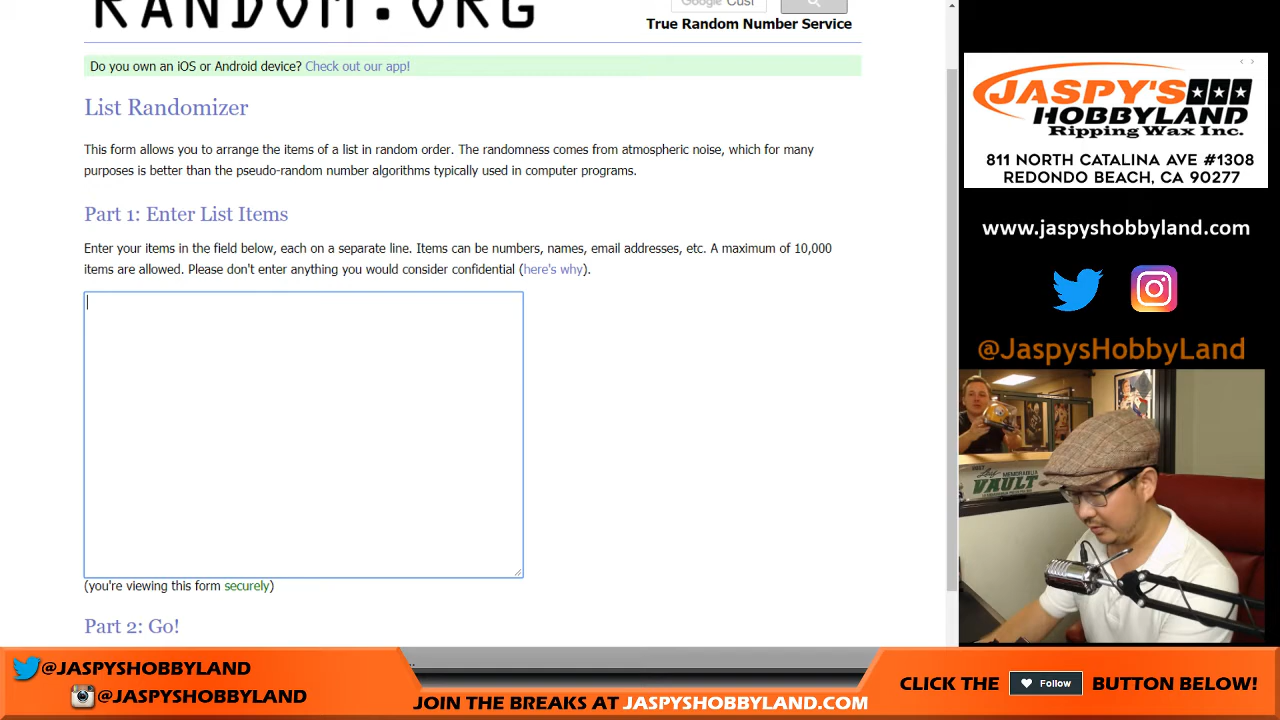 RANDOM.ORG
Google Cust
True Random Number Service
Do you own an iOS or Android device? Check out our app!
List Randomizer
This form allows you to arrange the items of a list in random order. The randomness comes from atmospheric noise, which for many
purposes is better than the pseudo-random number algorithms typically used in computer programs.
Part 1: Enter List Items
Enter your items in the field below, each on a separate line. Items can be numbers, names, email addresses, etc. A maximum of 10,000
items are allowed. Please don't enter anything you would consider confidential (here's why).
(you're viewing this form securely)
Part 2: Go!
JASPY'S
HOBBYLAND
Ripping Wax Inc.
811 NORTH CATALINA AVE #1308
REDONDO BEACH, CA 90277
www.jaspyshobbyland.com
@JaspysHobbyLand
MEMORABILIA
VAULT
@JASPYSHOBBYLAND
@JASPYSHOBBYLAND
JOIN THE BREAKS AT JASPYSHOBBYLAND.COM
CLICK THE Follow BUTTON BELOW!